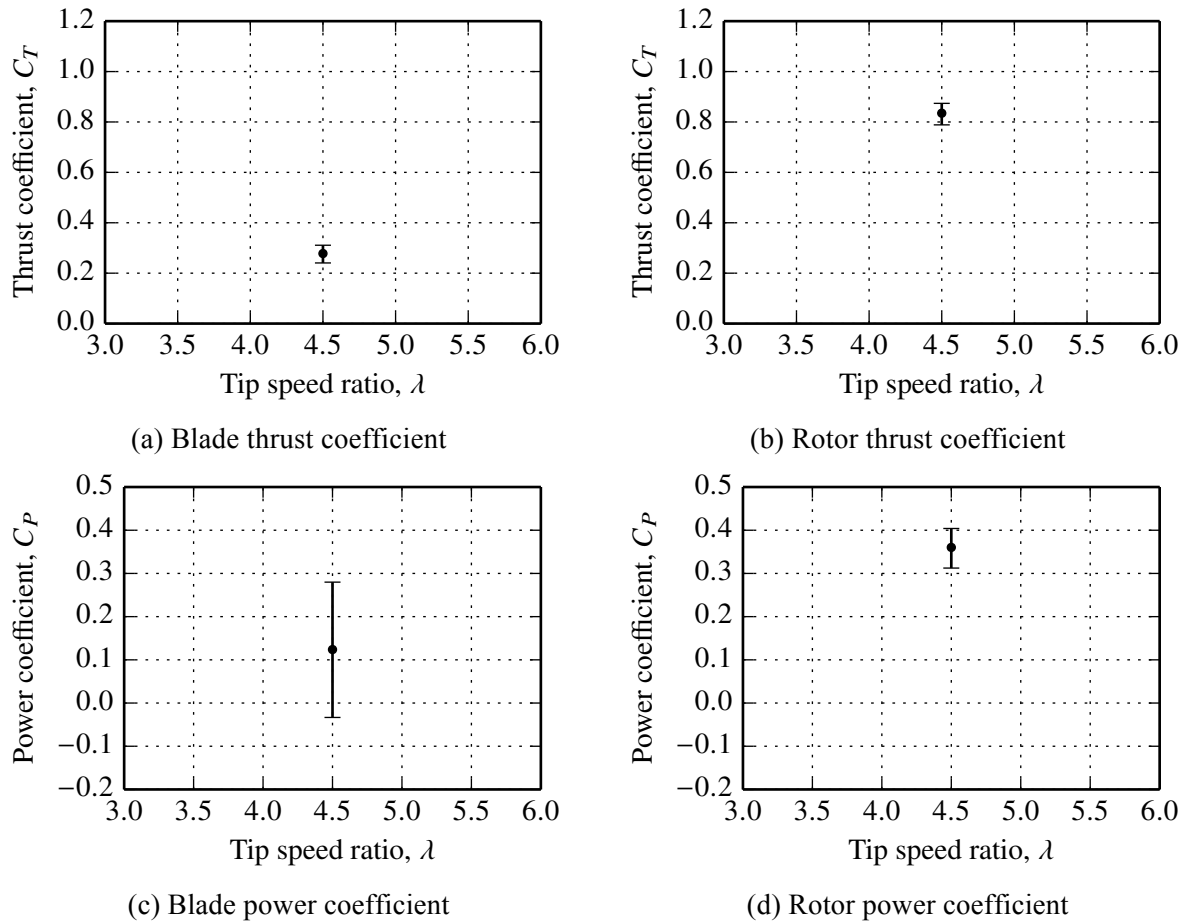 1.2
1.0
0.8
0.6
0.4
0.2
0.0
3.0 3.5 4.0 4.5 5.0 5.5 6.0
Thrust coefficient, C_T
Tip speed ratio, λ
(a) Blade thrust coefficient
1.2
1.0
0.8
0.6
0.4
0.2
0.0
3.0 3.5 4.0 4.5 5.0 5.5 6.0
Thrust coefficient, C_T
Tip speed ratio, λ
(b) Rotor thrust coefficient
0.5
0.4
0.3
0.2
0.1
0.0
−0.1
−0.2
3.0 3.5 4.0 4.5 5.0 5.5 6.0
Power coefficient, C_P
Tip speed ratio, λ
(c) Blade power coefficient
0.5
0.4
0.3
0.2
0.1
0.0
−0.1
−0.2
3.0 3.5 4.0 4.5 5.0 5.5 6.0
Power coefficient, C_P
Tip speed ratio, λ
(d) Rotor power coefficient